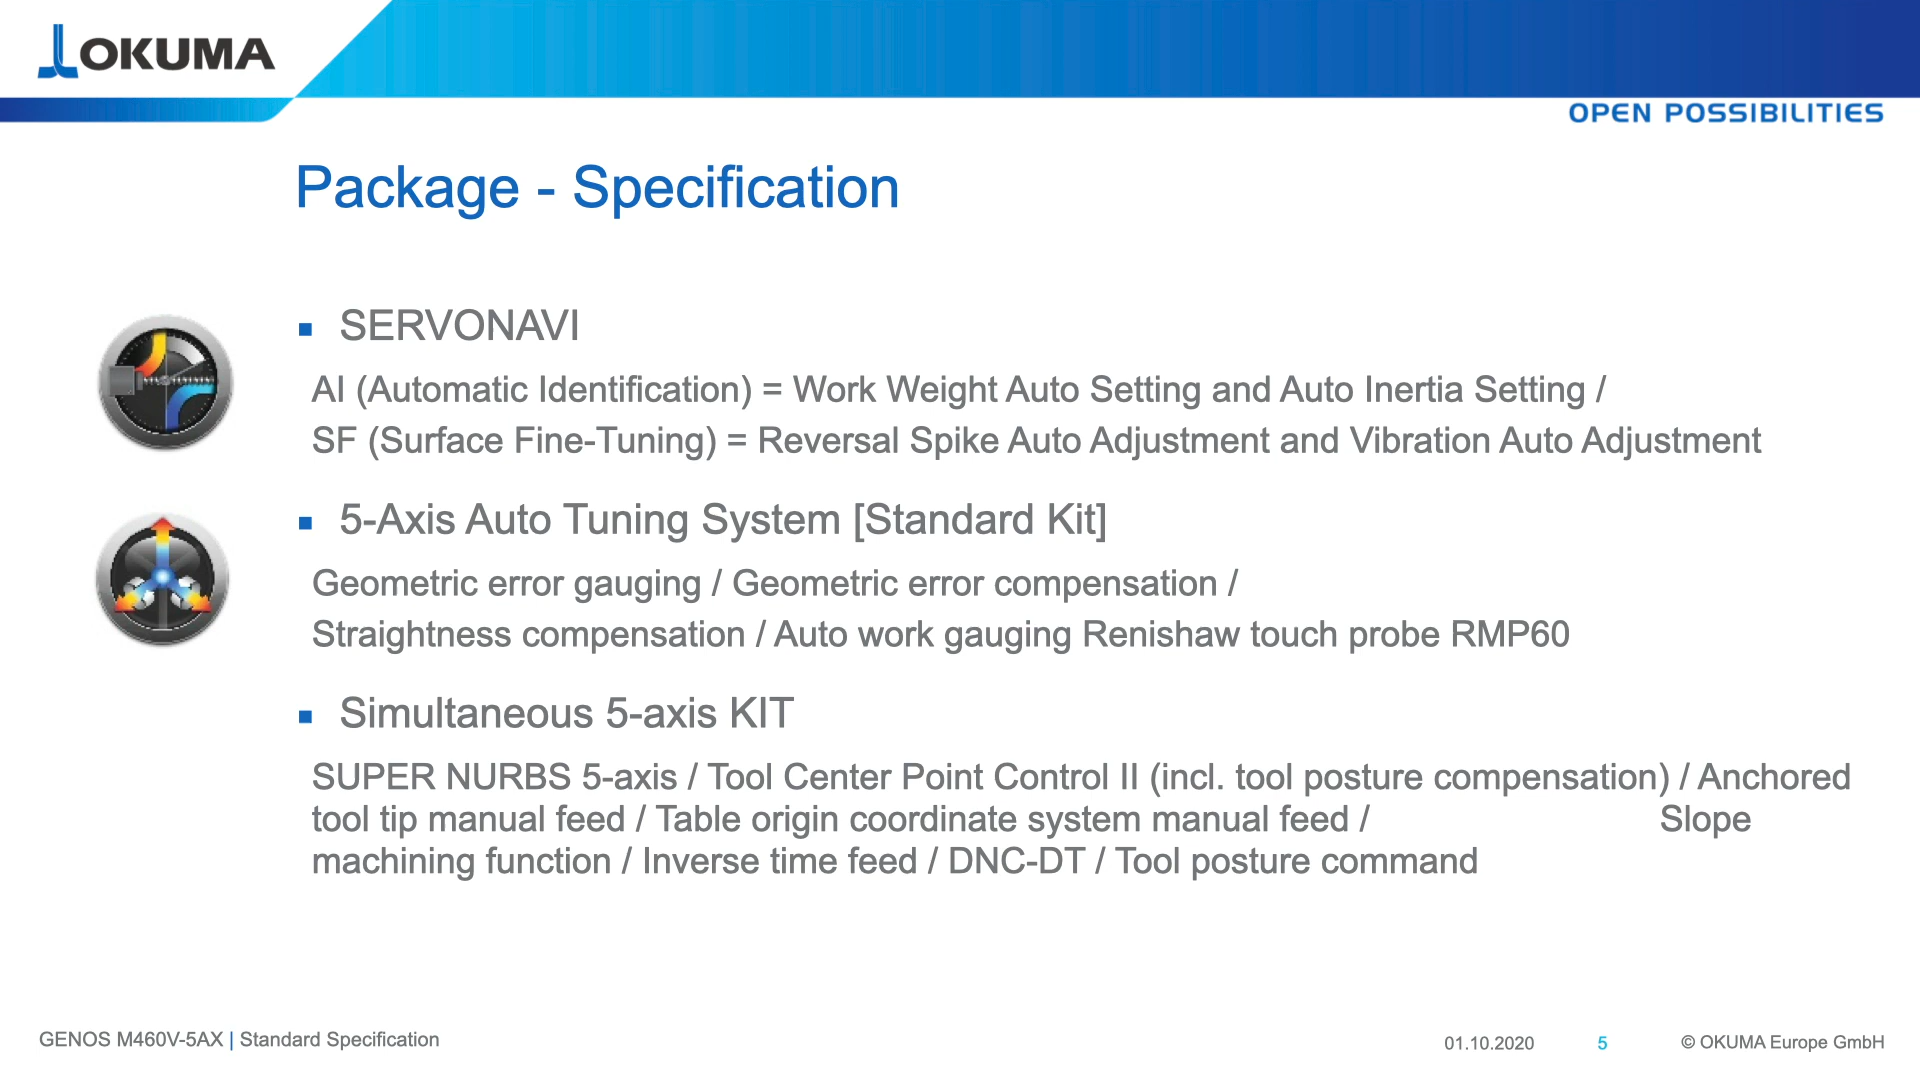 OKUMA
OPEN POSSIBILITIES
Package - Specification
▪ SERVONAVI
AI (Automatic Identification) = Work Weight Auto Setting and Auto Inertia Setting /
SF (Surface Fine-Tuning) = Reversal Spike Auto Adjustment and Vibration Auto Adjustment
▪ 5-Axis Auto Tuning System [Standard Kit]
Geometric error gauging / Geometric error compensation /
Straightness compensation / Auto work gauging Renishaw touch probe RMP60
▪ Simultaneous 5-axis KIT
SUPER NURBS 5-axis / Tool Center Point Control II (incl. tool posture compensation) / Anchored
tool tip manual feed / Table origin coordinate system manual feed / Slope
machining function / Inverse time feed / DNC-DT / Tool posture command
GENOS M460V-5AX | Standard Specification
01.10.2020 5 © OKUMA Europe GmbH